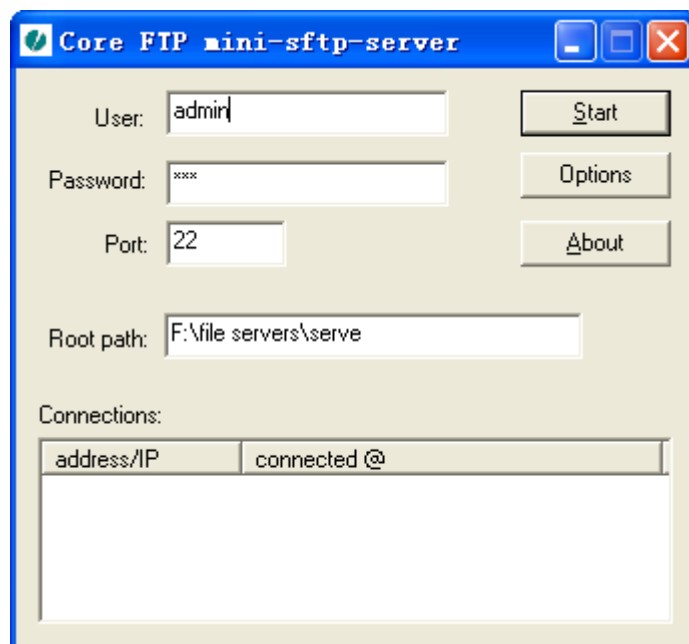 Core FTP mini-sftp-server
User: admin
Start
Password: ***
Options
Port: 22
About
Root path: F:\file servers\serve
Connections:
address/IP connected @